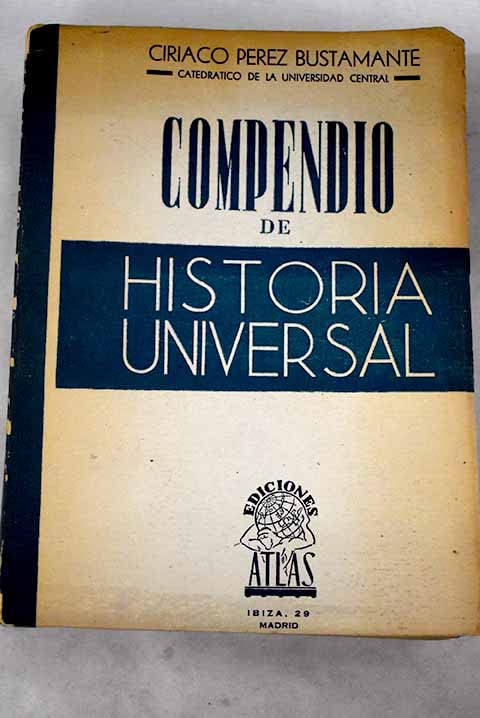 CIRIACO PEREZ BUSTAMANTE
CATEDRATICO DE LA UNIVERSIDAD CENTRAL
COMPENDIO
DE
HISTORIA
UNIVERSAL
EDICIONES
ATLAS
IBIZA, 29
MADRID